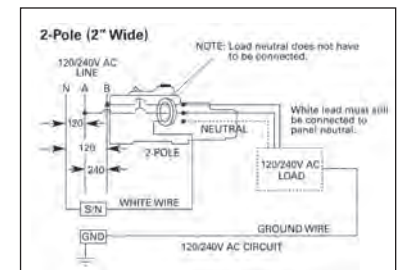 2-Pole (2" Wide)
NOTE: Load neutral does not have
to be connected.
120/240V AC
LINE
N A B
White lead must still
be connected to
panel neutral.
120
NEUTRAL
120
2-POLE
240
120/240V AC
LOAD
S/N
WHITE WIRE
GROUND WIRE
GND
120/240V AC CIRCUIT